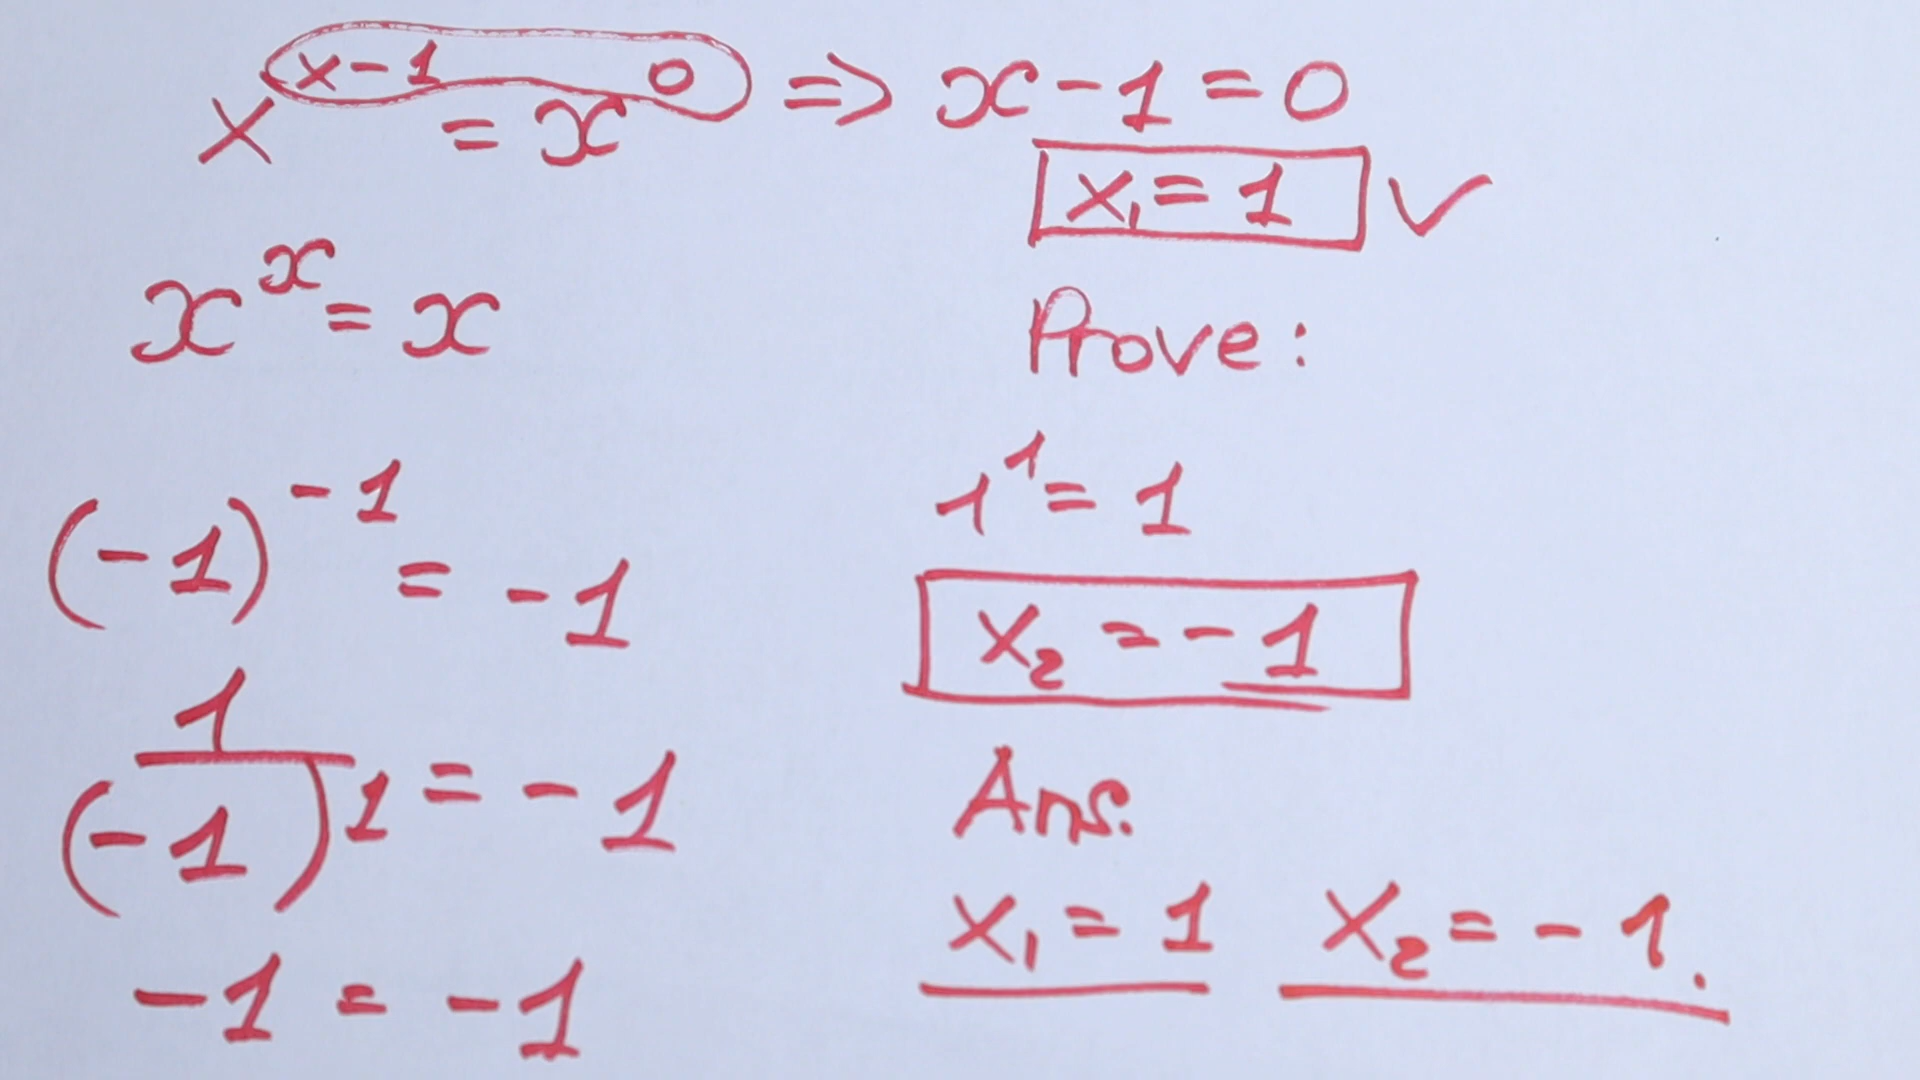 x^(x-1) = x^0 ⇒ x - 1 = 0
x₁ = 1 ✓
x^x = x
Prove:
1^1 = 1
(-1)^(-1) = -1
x₂ = -1
1/(-1)^1 = -1
Ans.
-1 = -1
x₁ = 1 x₂ = -1.